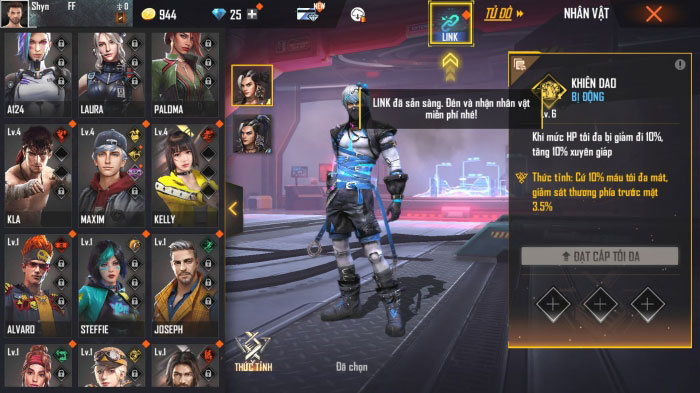 Shyn FF
0
944
25
NEW
LINK
TỦ ĐỒ
NHÂN VẬT
A124
LAURA
PALOMA
LINK đã sẵn sàng. Đến và nhận nhân vật
miễn phí nhé!
KHIÊN DAO
BỊ ĐỘNG
Lv. 6
Khi mức HP tối đa bị giảm đi 10%,
tăng 10% xuyên giáp
Thức tỉnh: Cứ 10% máu tối đa mất,
giảm sát thương phía trước mặt
3.5%
Lv.4
Lv.4
Lv.4
KLA
MAXIM
KELLY
Lv.1
Lv.1
Lv.1
ALVARO
STEFFIE
JOSEPH
ĐẠT CẤP TỐI ĐA
Lv.1
Lv.1
Lv.1
THỨC TỈNH
Đã chọn